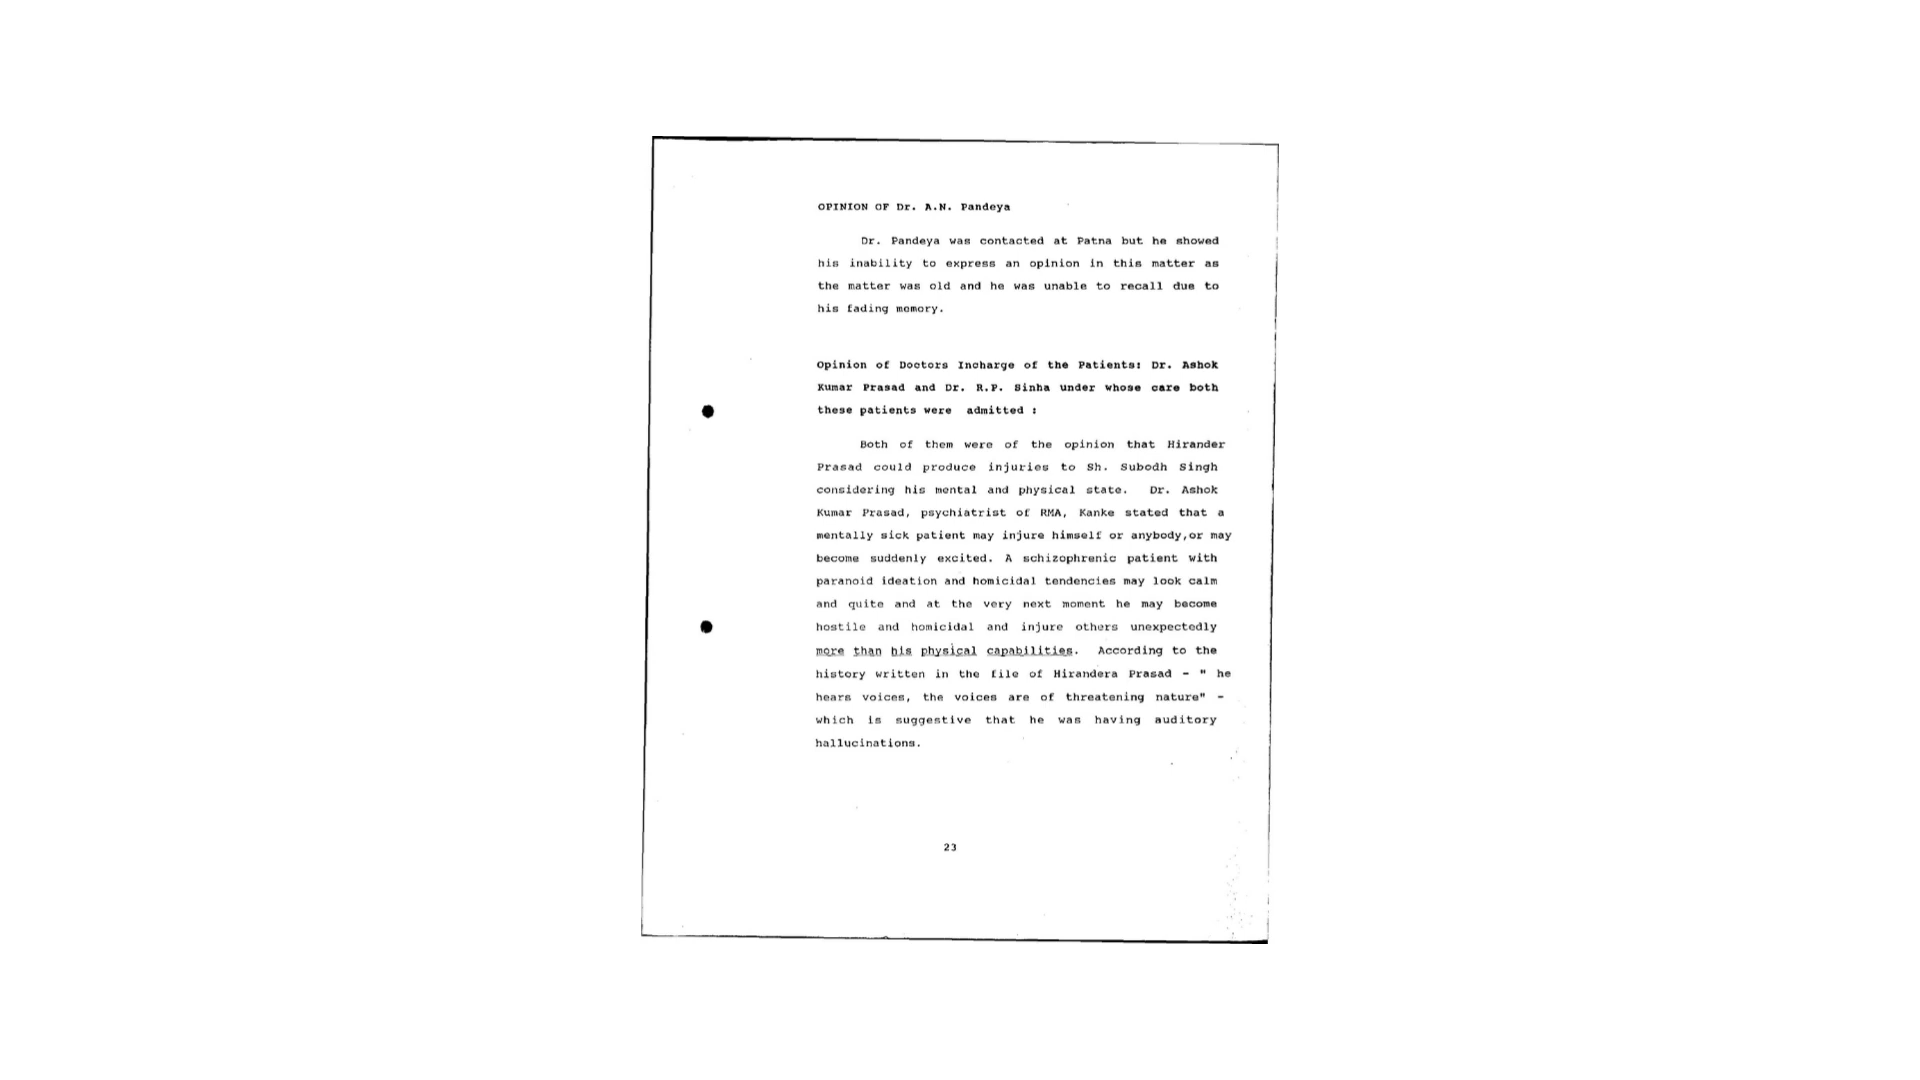 OPINION OF Dr. A.N. Pandeya
Dr. Pandeya was contacted at Patna but he showed
his inability to express an opinion in this matter as
the matter was old and he was unable to recall due to
his fading memory.
Opinion of Doctors Incharge of the Patients: Dr. Ashok
Kumar Prasad and Dr. R.P. Sinha under whose care both
these patients were admitted :
Both of them were of the opinion that Hirander
Prasad could produce injuries to Sh. Subodh Singh
considering his mental and physical state. Dr. Ashok
Kumar Prasad, psychiatrist of RMA, Kanke stated that a
mentally sick patient may injure himself or anybody,or may
become suddenly excited. A schizophrenic patient with
paranoid ideation and homicidal tendencies may look calm
and quite and at the very next moment he may become
hostile and homicidal and injure others unexpectedly
more than his physical capabilities. According to the
history written in the file of Hirandera Prasad - " he
hears voices, the voices are of threatening nature" -
which is suggestive that he was having auditory
hallucinations.
23